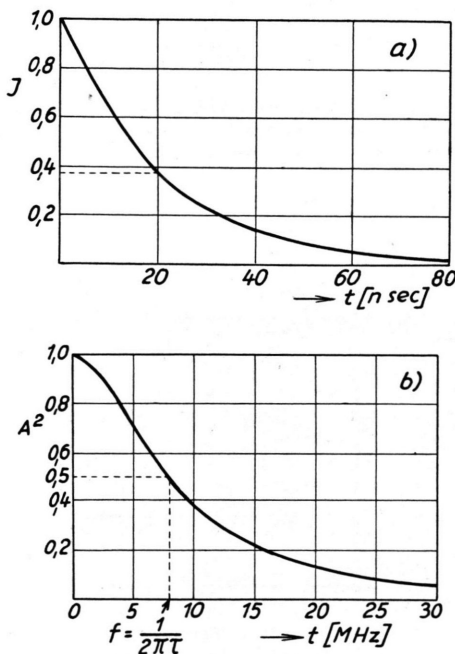 a)
1,0
0,8
J
0,6
0,4
0,2
20 40 60 80
→ t [n sec]
b)
1,0
0,8
A²
0,6
0,5
0,4
0,2
0 5 10 15 20 25 30
f = 1/2πτ → t [MHz]